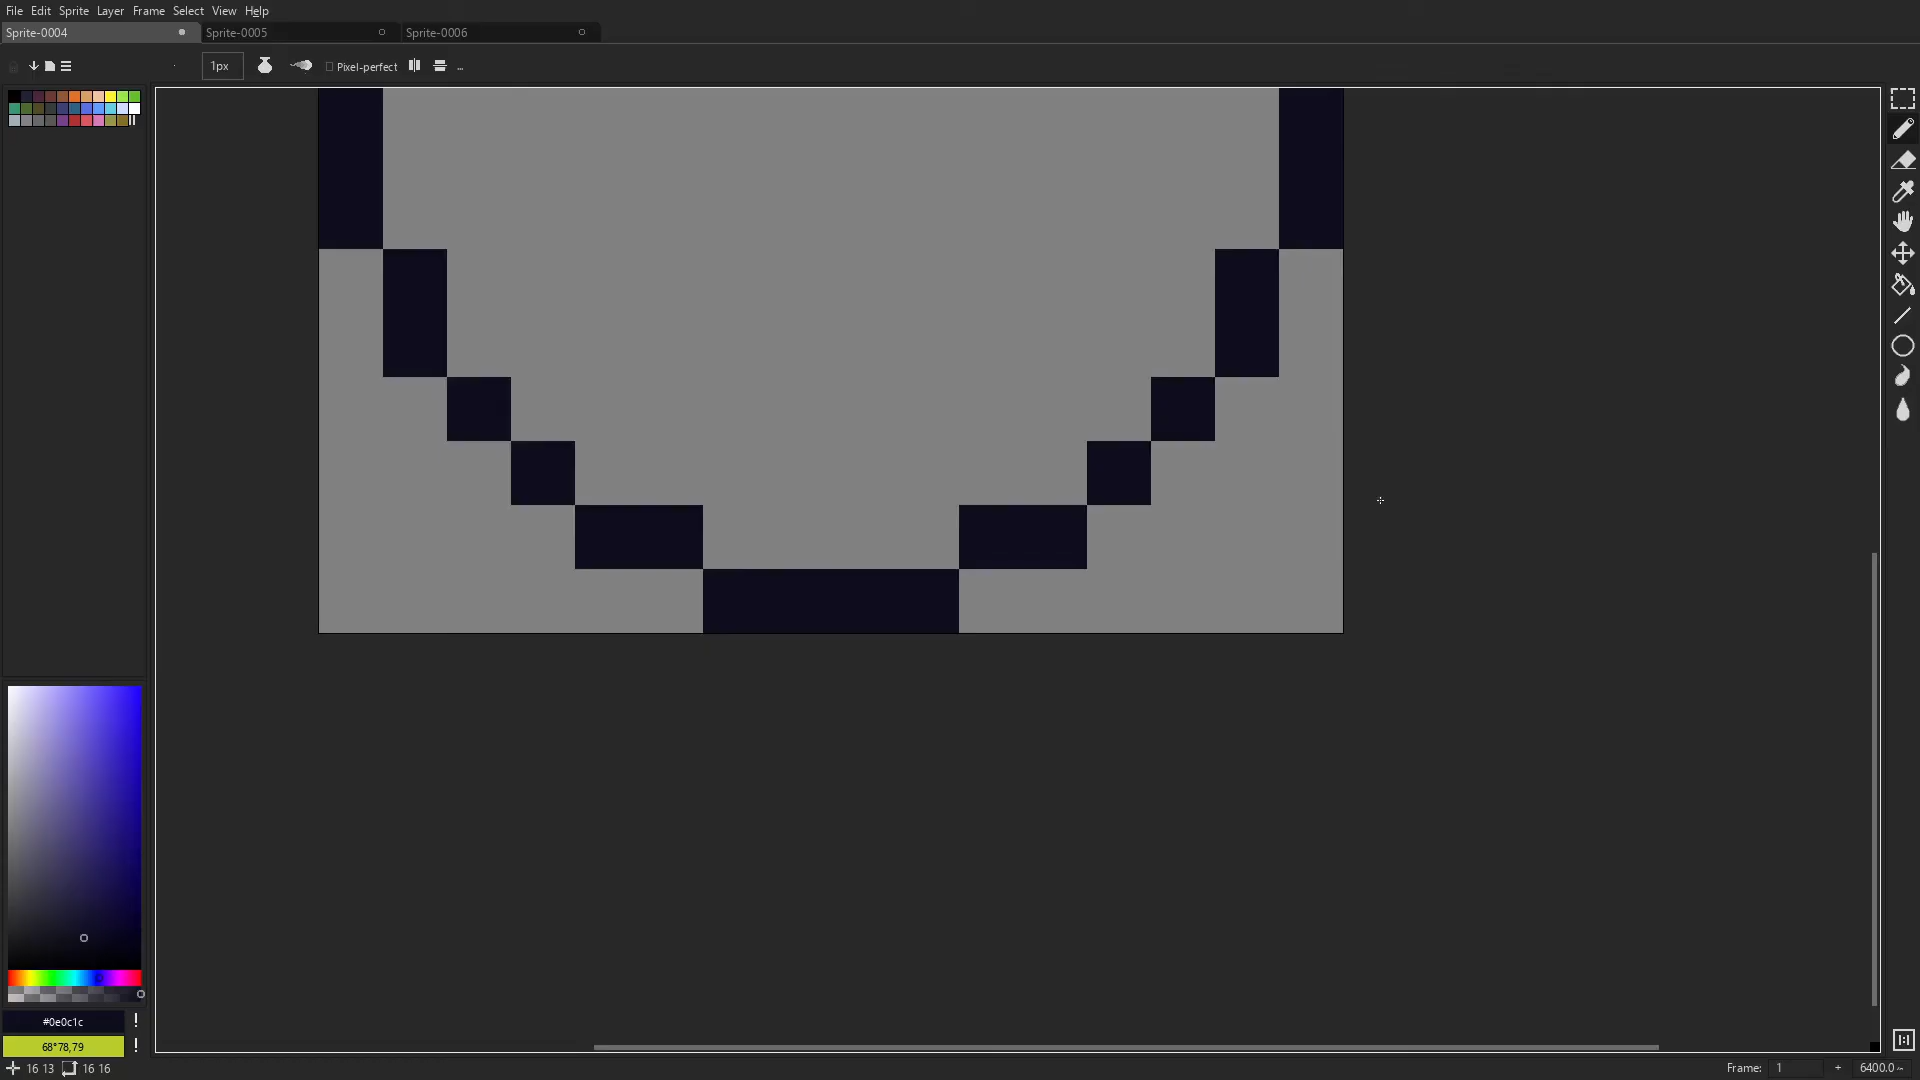 File Edit Sprite Layer Frame Select View Help
Sprite-0004 Sprite-0005 Sprite-0006
1px Pixel-perfect ...
#0e0c1c !
68°78,79 !
16 13 16 16 Frame: 1 + 6400.0